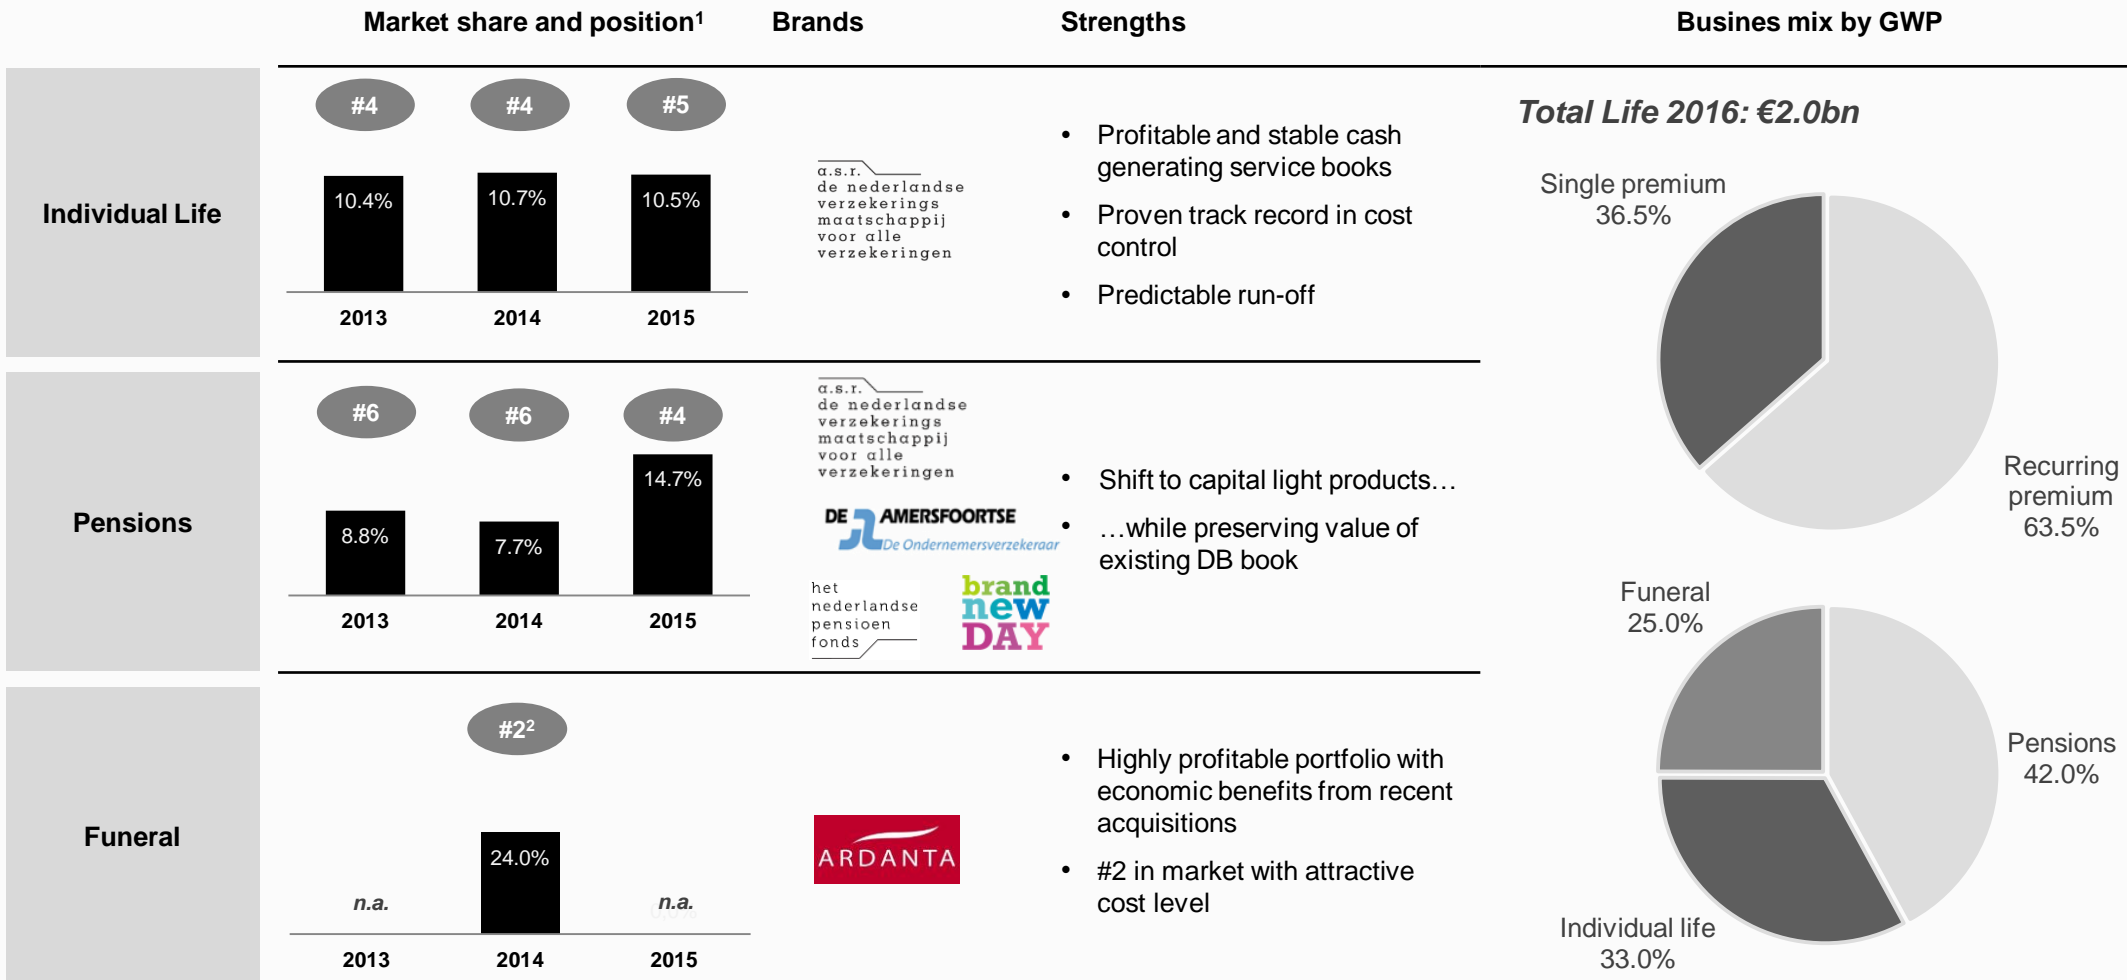 Market share and position¹
Brands
Strengths
Busines mix by GWP
Individual Life
#4
#4
#5
10.4%
10.7%
10.5%
2013
2014
2015
a.s.r.
de nederlandse
verzekerings
maatschappij
voor alle
verzekeringen
• Profitable and stable cash
generating service books
• Proven track record in cost
control
• Predictable run-off
Total Life 2016: €2.0bn
Single premium
36.5%
Recurring
premium
63.5%
Pensions
#6
#6
#4
8.8%
7.7%
14.7%
2013
2014
2015
a.s.r.
de nederlandse
verzekerings
maatschappij
voor alle
verzekeringen
DE AMERSFOORTSE
De Ondernemersverzekeraar
het
nederlandse
pensioen
fonds
brand
new
DAY
• Shift to capital light products…
• …while preserving value of
existing DB book
Funeral
#2²
n.a.
24.0%
n.a.
0,0%
2013
2014
2015
ARDANTA
• Highly profitable portfolio with
economic benefits from recent
acquisitions
• #2 in market with attractive
cost level
Funeral
25.0%
Pensions
42.0%
Individual life
33.0%